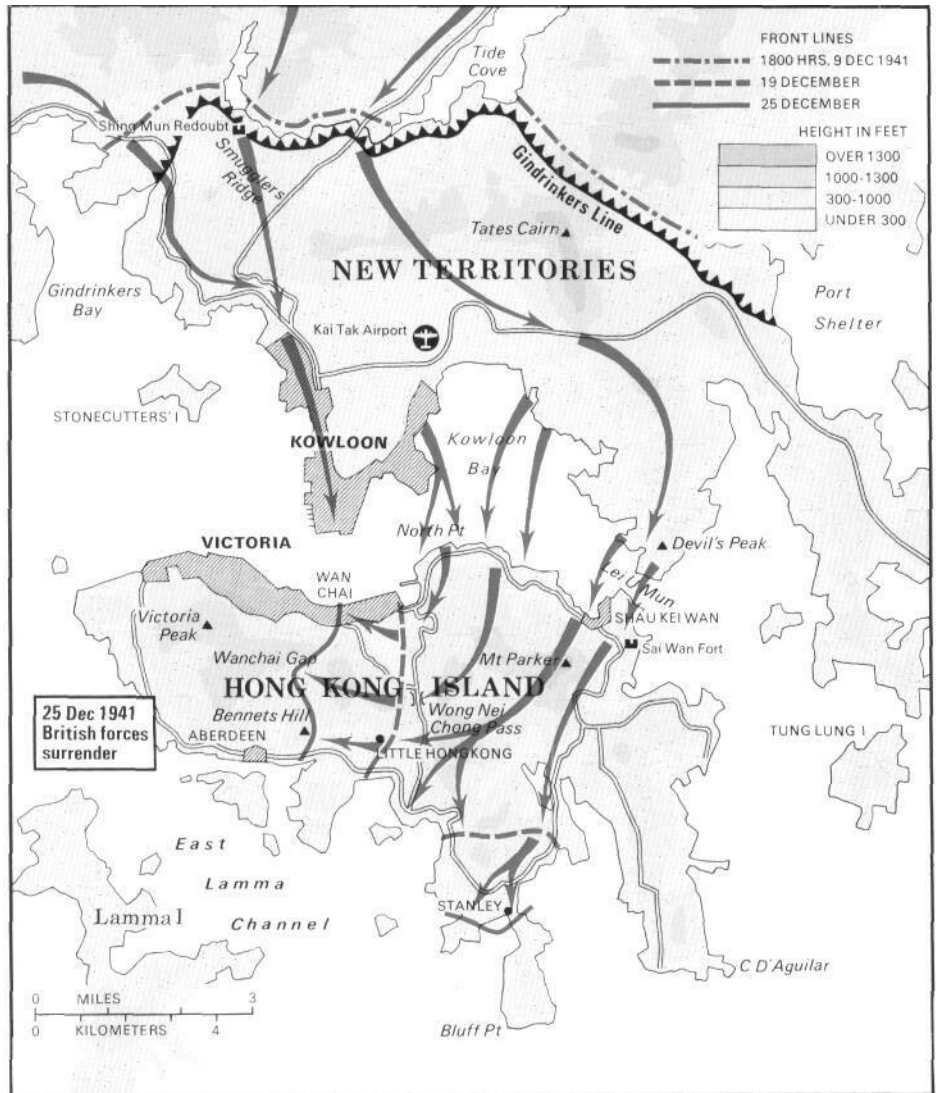 Tide
Cove
FRONT LINES
1800 HRS, 9 DEC 1941
19 DECEMBER
25 DECEMBER
HEIGHT IN FEET
OVER 1300
1000-1300
300-1000
UNDER 300
Shing Mun Redoubt
Smugglers
Ridge
Gindrinkers Line
Tates Cairn
NEW TERRITORIES
Gindrinkers
Bay
Port
Shelter
Kai Tak Airport
STONECUTTERS' I
KOWLOON
Kowloon
Bay
North Pt
VICTORIA
Devil's Peak
WAN
CHAI
Lei U Mun
SHAU KEI WAN
Victoria
Peak
Sai Wan Fort
Wanchai Gap
Mt Parker
HONG KONG ISLAND
25 Dec 1941
British forces
surrender
Bennets Hill
Wong Nei
Chong Pass
ABERDEEN
LITTLE HONGKONG
TUNG LUNG I
East
Lamma
Channel
Lamma I
STANLEY
C D'Aguilar
0 MILES 3
0 KILOMETERS 4
Bluff Pt